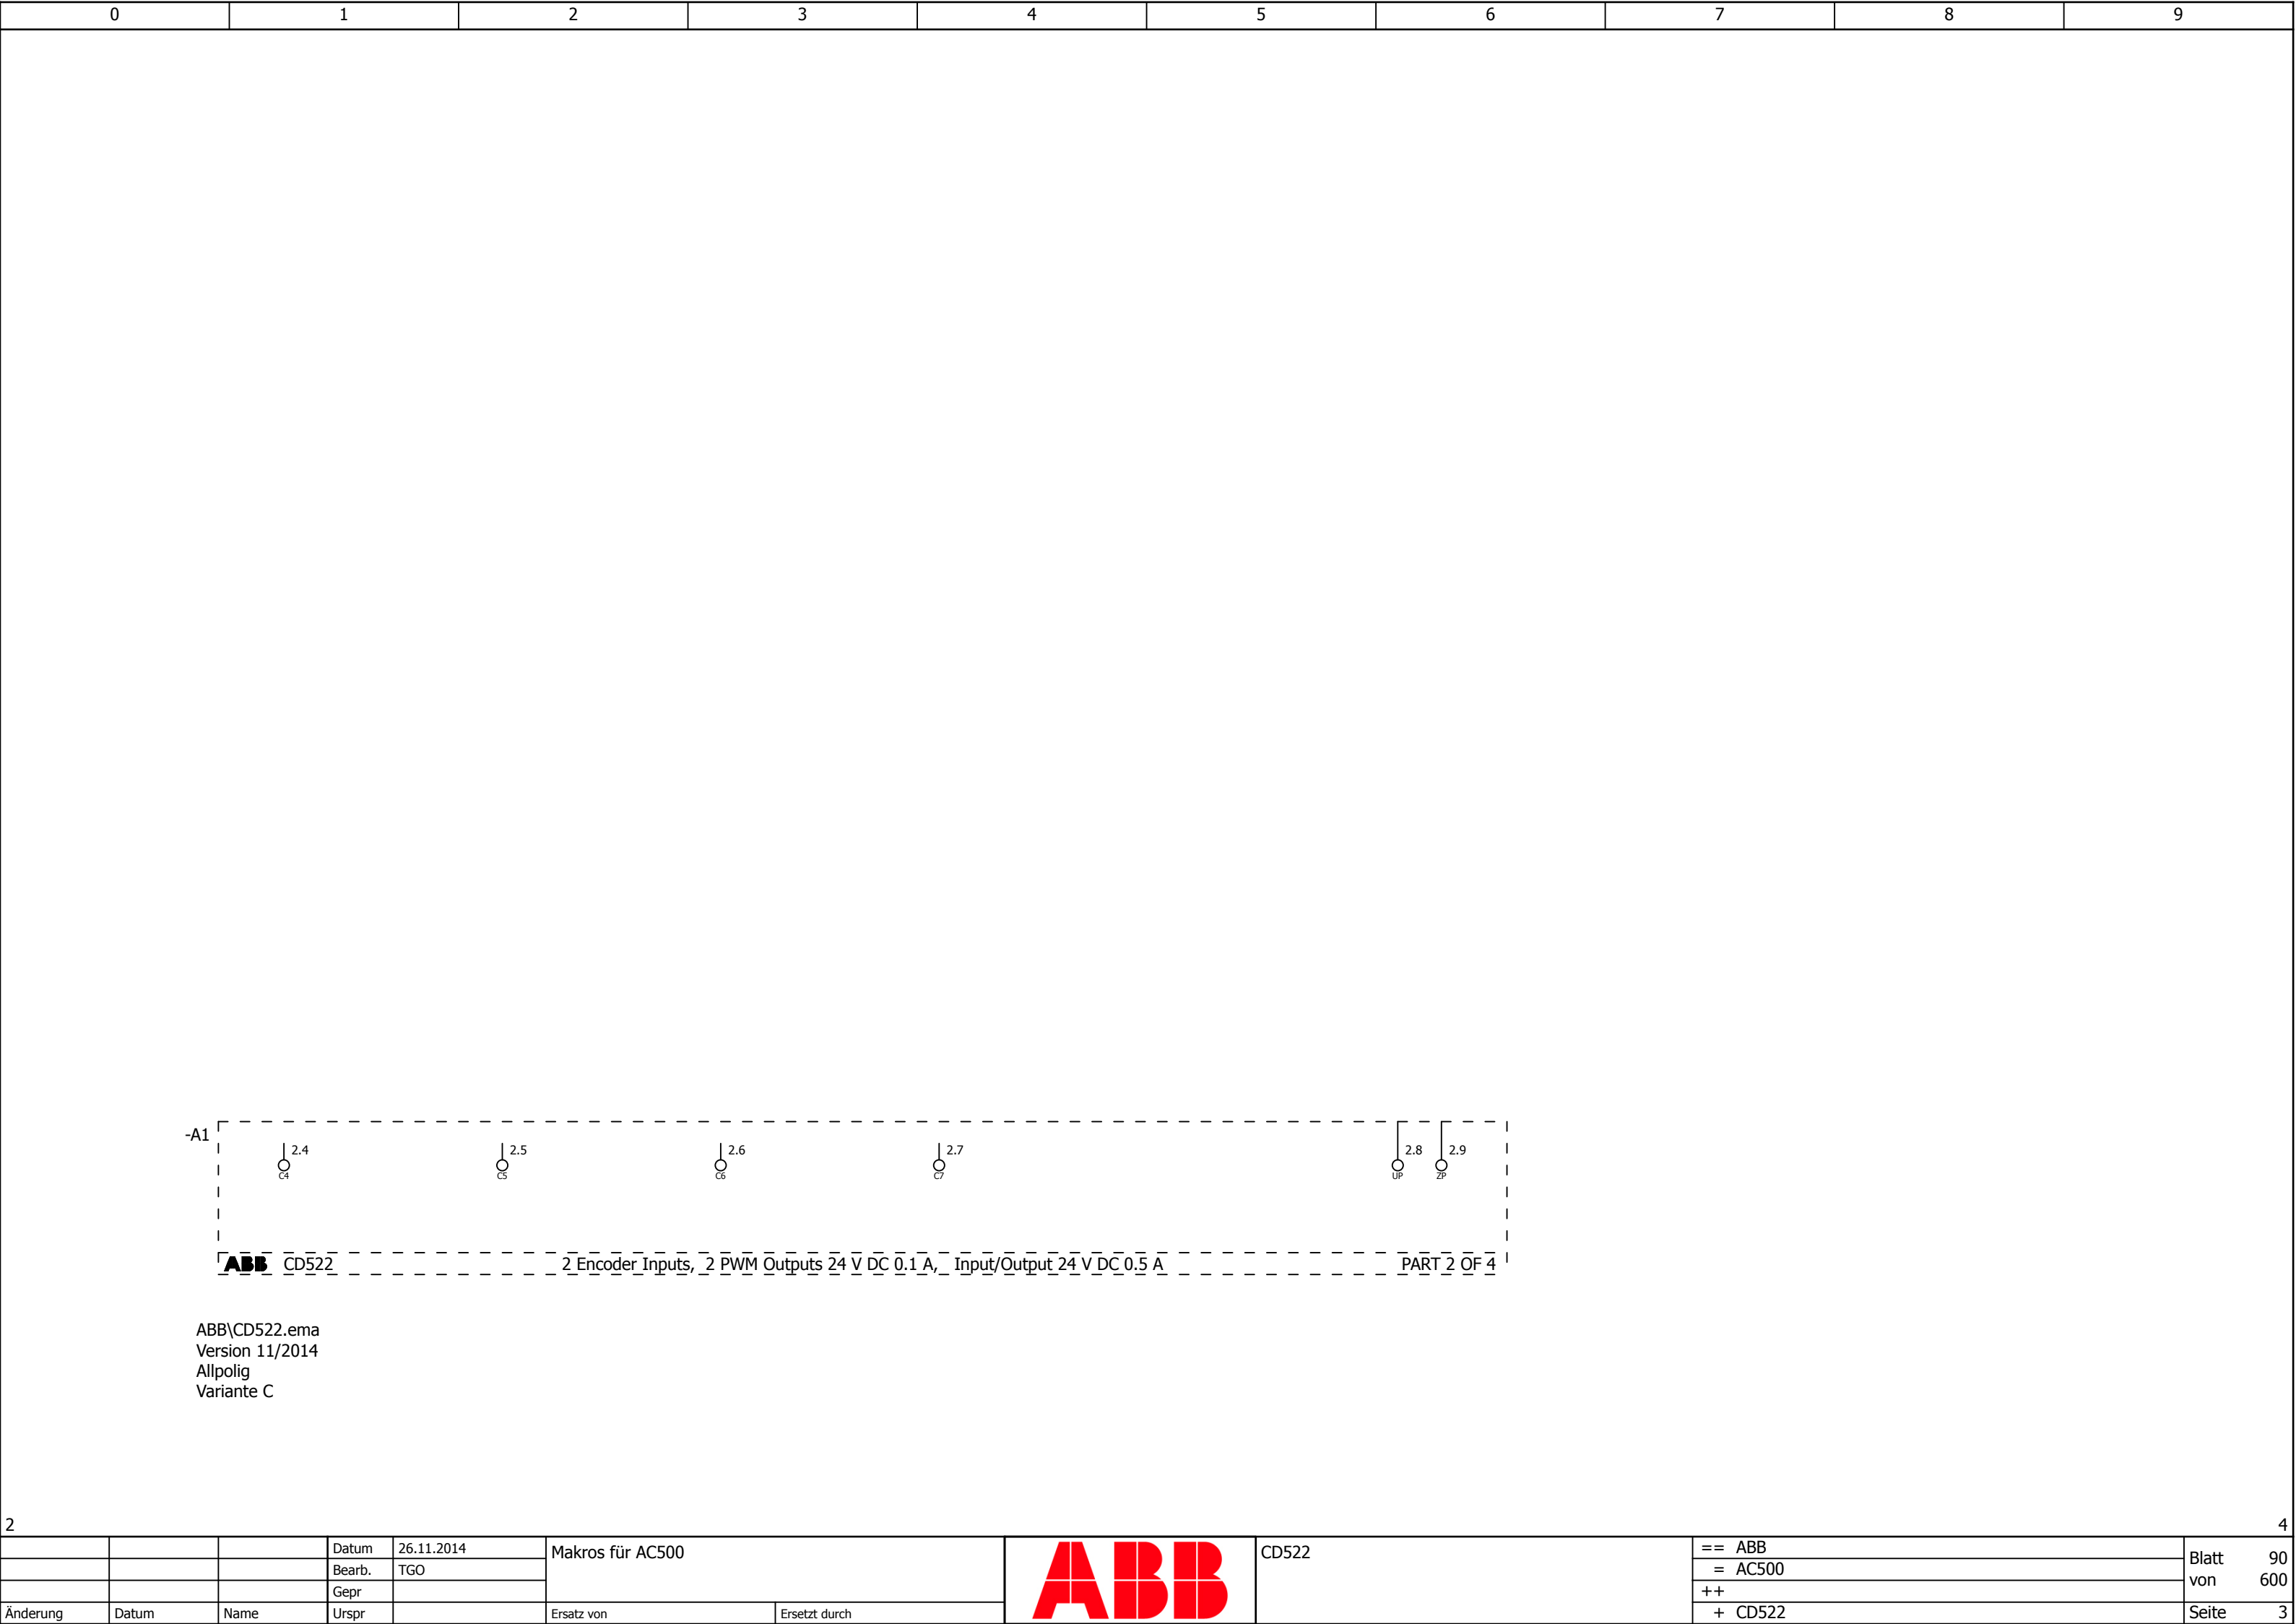 0 1 2 3 4 5 6 7 8 9
-A1
2.4 2.5 2.6 2.7 2.8 2.9
C4 C5 C6 C7 UP ZP
ABB CD522 2 Encoder Inputs, 2 PWM Outputs 24 V DC 0.1 A, Input/Output 24 V DC 0.5 A PART 2 OF 4
ABB\CD522.ema
Version 11/2014
Allpolig
Variante C
2 4
Datum 26.11.2014
Bearb. TGO
Gepr
Änderung Datum Name Urspr
Makros für AC500
Ersatz von Ersetzt durch
ABB
CD522
== ABB
= AC500
++
+ CD522
Blatt 90
von 600
Seite 3